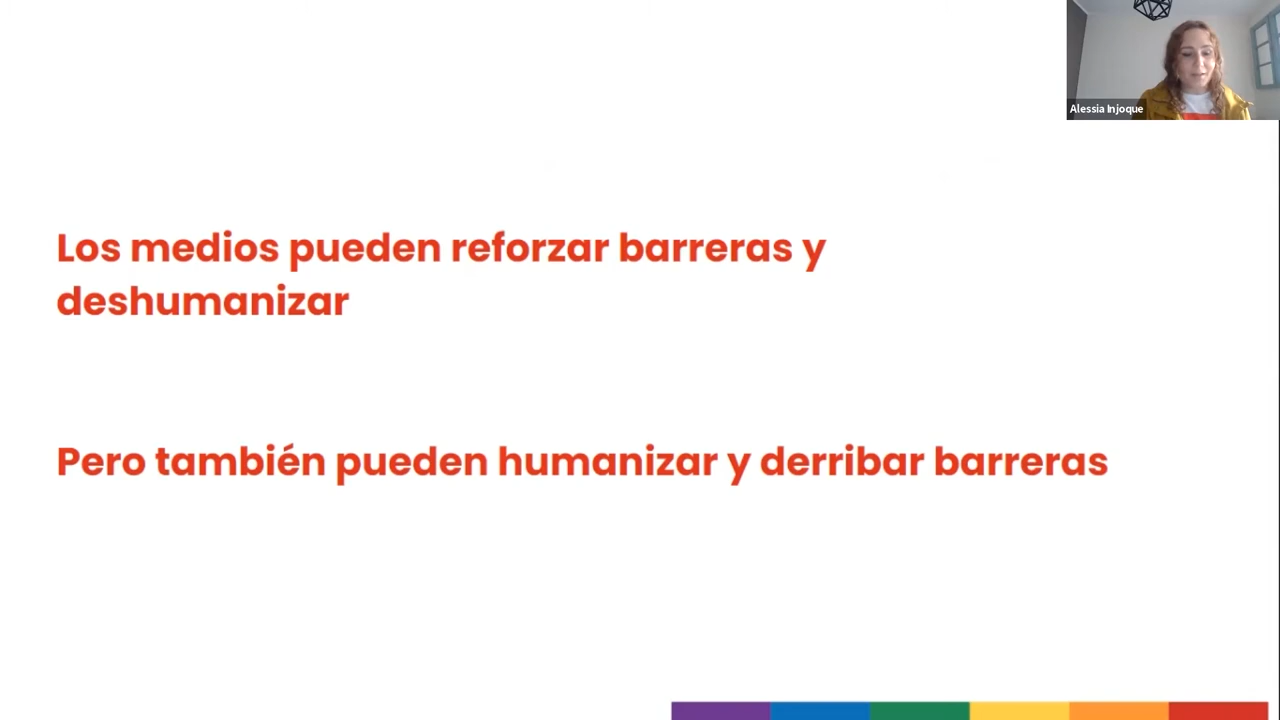 Alessia Injoque
Los medios pueden reforzar barreras y
deshumanizar
Pero también pueden humanizar y derribar barreras